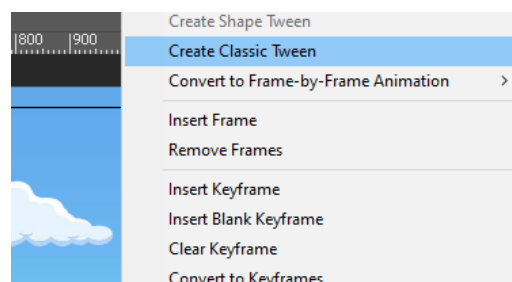 Create Shape Tween
800 900
Create Classic Tween
Convert to Frame-by-Frame Animation
Insert Frame
Remove Frames
Insert Keyframe
Insert Blank Keyframe
Clear Keyframe
Convert to Keyframes